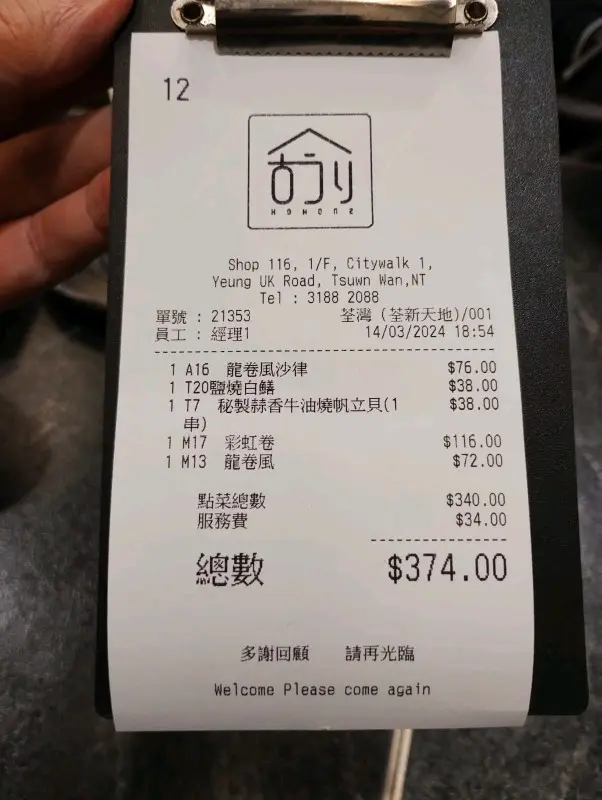 12
古うり
Shop 116, 1/F, Citywalk 1,
Yeung UK Road, Tsuwn Wan,NT
Tel : 3188 2088
單號 : 21353 荃灣 (荃新天地)/001
員工 : 經理1 14/03/2024 18:54
1 A16 龍卷風沙律 $76.00
1 T20鹽燒白鱔 $38.00
1 T7 秘製蒜香牛油燒帆立貝(1 $38.00
串)
1 M17 彩虹卷 $116.00
1 M13 龍卷風 $72.00
點菜總數 $340.00
服務費 $34.00
總數 $374.00
多謝回顧 請再光臨
Welcome Please come again